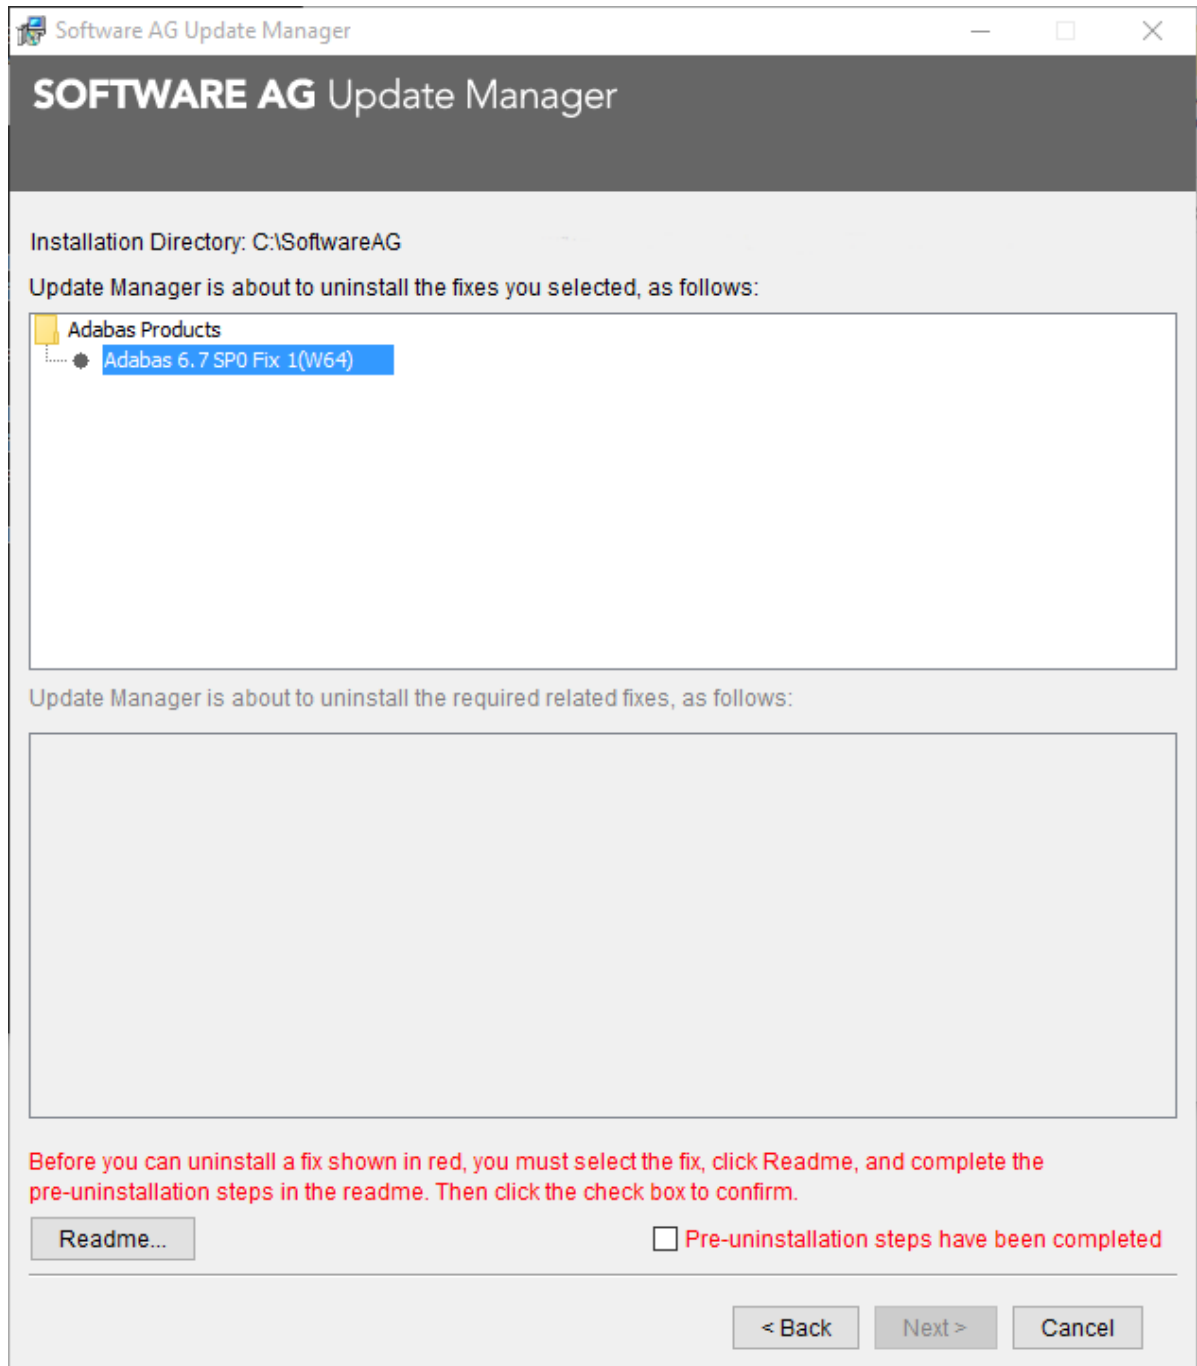 Software AG Update Manager
SOFTWARE AG Update Manager
Installation Directory: C:\SoftwareAG
Update Manager is about to uninstall the fixes you selected, as follows:
Adabas Products
Adabas 6.7 SP0 Fix 1(W64)
Update Manager is about to uninstall the required related fixes, as follows:
Before you can uninstall a fix shown in red, you must select the fix, click Readme, and complete the
pre-uninstallation steps in the readme. Then click the check box to confirm.
Readme... Pre-uninstallation steps have been completed
< Back Next > Cancel